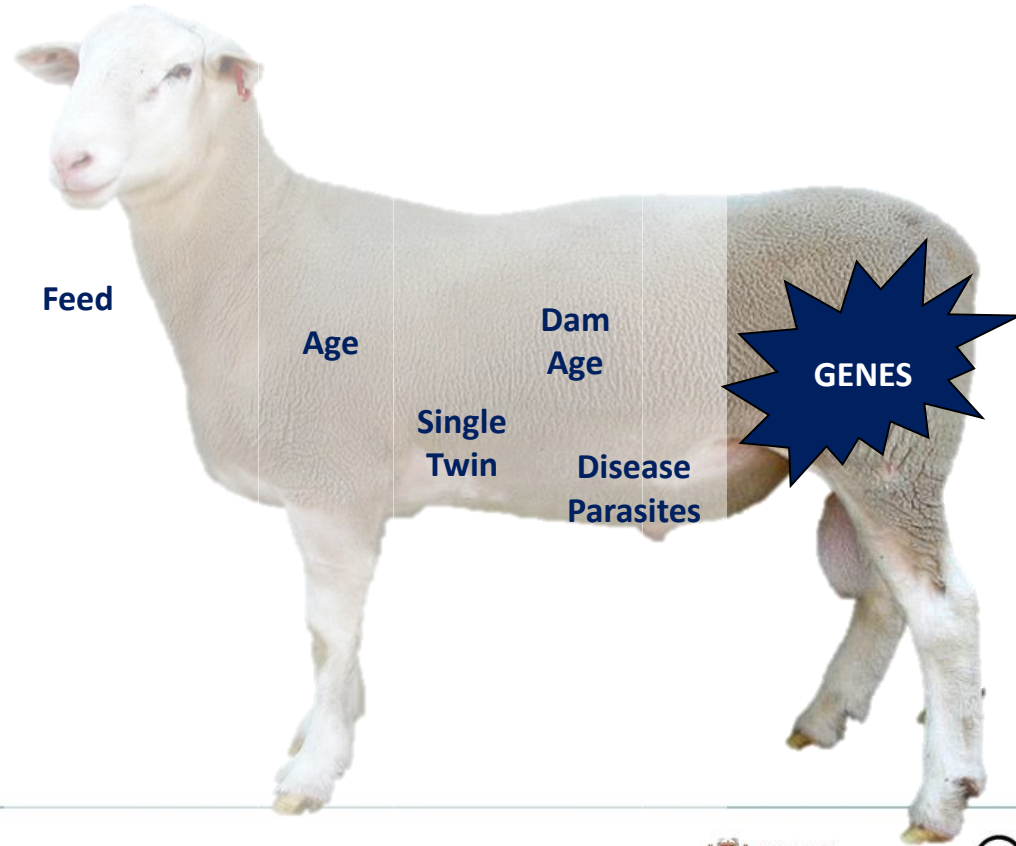 Feed
Age
Dam
Age
Single
Twin
Disease
Parasites
GENES